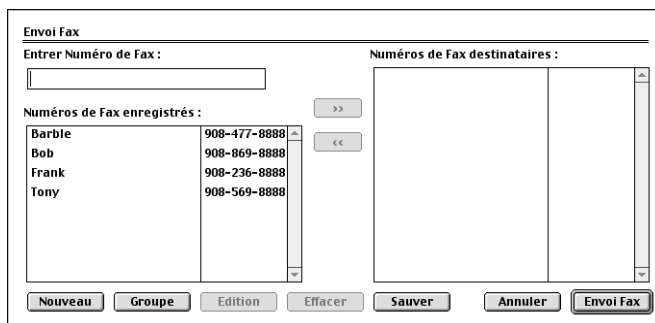 Envoi Fax
Entrer Numéro de Fax :
Numéros de Fax destinataires :
>>
Numéros de Fax enregistrés :
<<
Barble 908-477-8888
Bob 908-869-8888
Frank 908-236-8888
Tony 908-569-8888
Nouveau Groupe Edition Effacer Sauver Annuler Envoi Fax